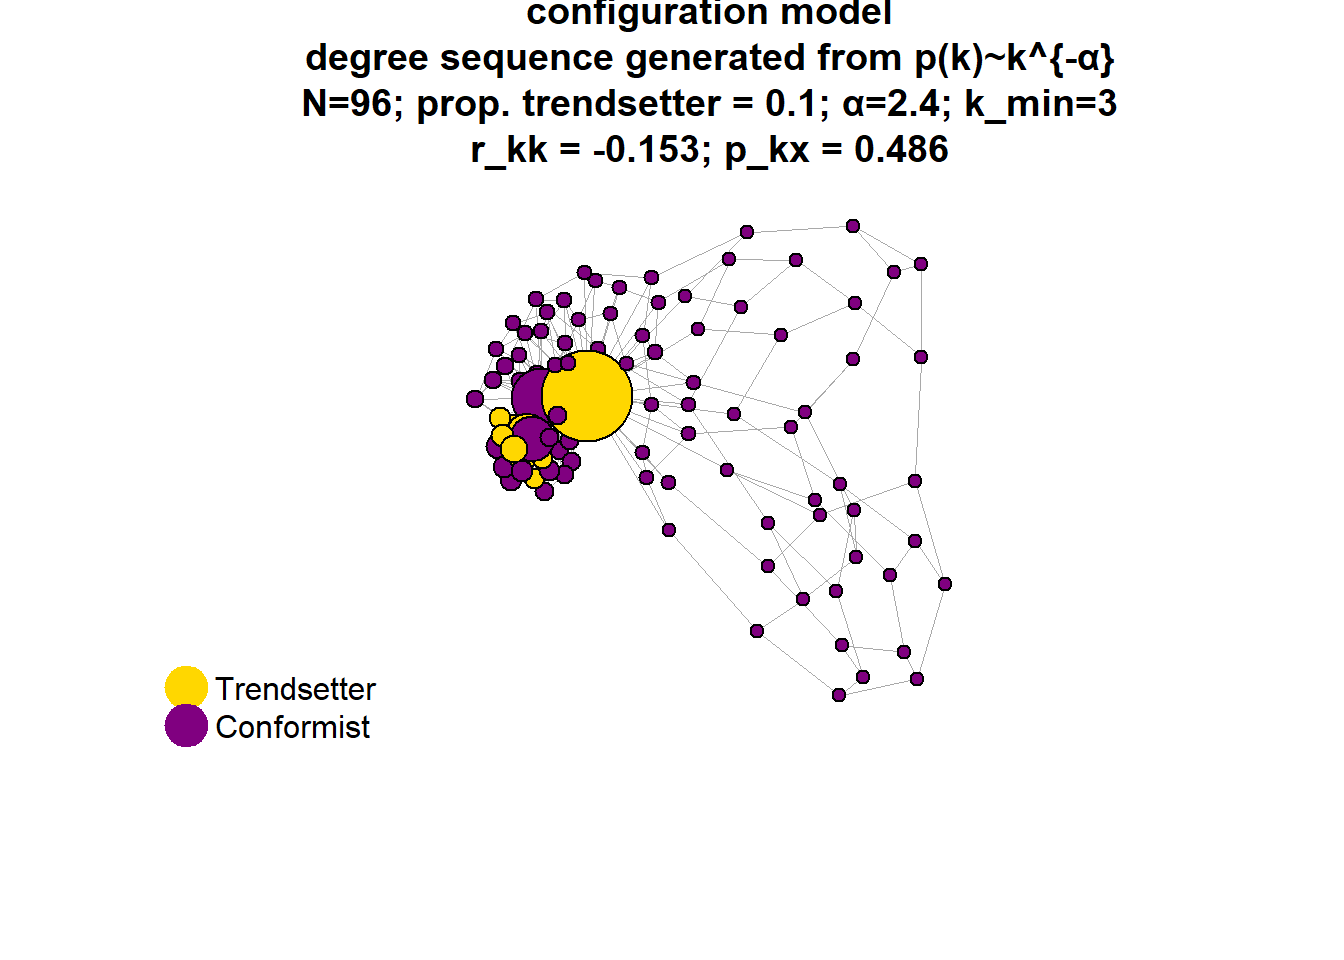 configuration model
degree sequence generated from p(k)~k^{-α}
N=96; prop. trendsetter = 0.1; α=2.4; k_min=3
r_kk = -0.153; p_kx = 0.486
Trendsetter
Conformist